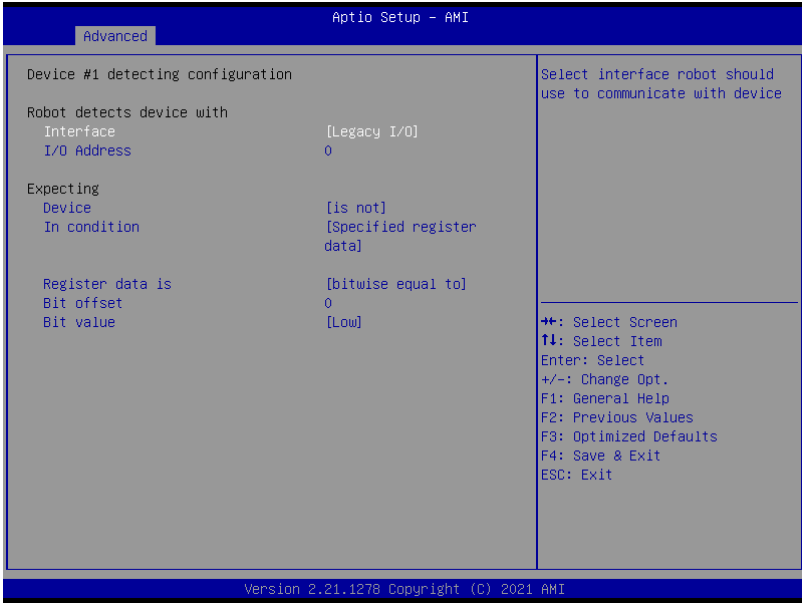 Aptio Setup – AMI
Advanced
Device #1 detecting configuration
Robot detects device with
Interface [Legacy I/O]
I/O Address 0
Expecting
Device [is not]
In condition [Specified register
data]
Register data is [bitwise equal to]
Bit offset 0
Bit value [Low]
Select interface robot should
use to communicate with device
→←: Select Screen
↑↓: Select Item
Enter: Select
+/-: Change Opt.
F1: General Help
F2: Previous Values
F3: Optimized Defaults
F4: Save & Exit
ESC: Exit
Version 2.21.1278 Copyright (C) 2021 AMI